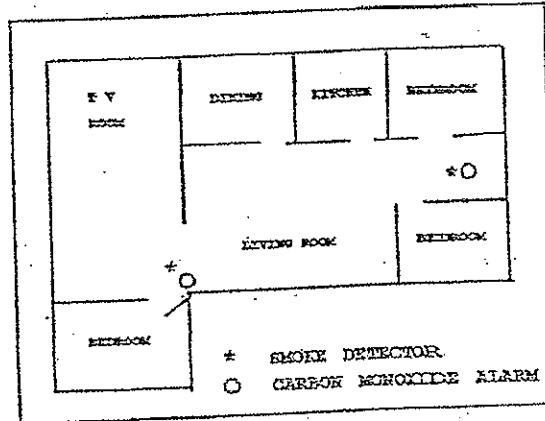 T V
ROOM
DINING
KITCHEN
BEDROOM
* O
LIVING ROOM
BEDROOM
* O
BEDROOM
* SMOKE DETECTOR
O CARBON MONOXIDE ALARM